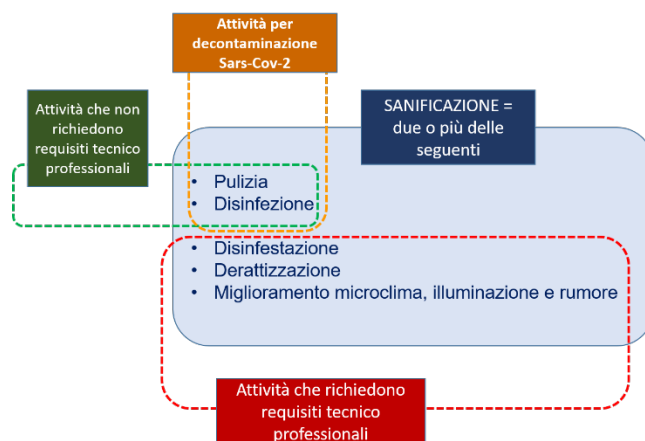 Attività per
decontaminazione
Sars-Cov-2
Attività che non
richiedono
requisiti tecnico
professionali
SANIFICAZIONE =
due o più delle
seguenti
• Pulizia
• Disinfezione
• Disinfestazione
• Derattizzazione
• Miglioramento microclima, illuminazione e rumore
Attività che richiedono
requisiti tecnico
professionali